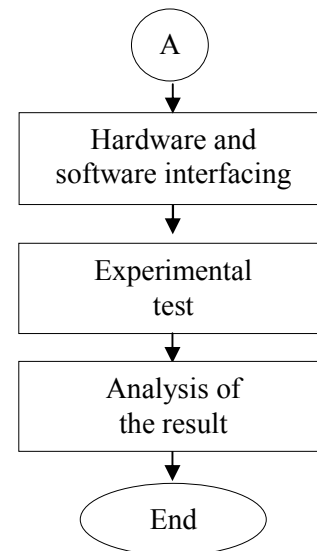 A
Hardware and
software interfacing
Experimental
test
Analysis of
the result
End